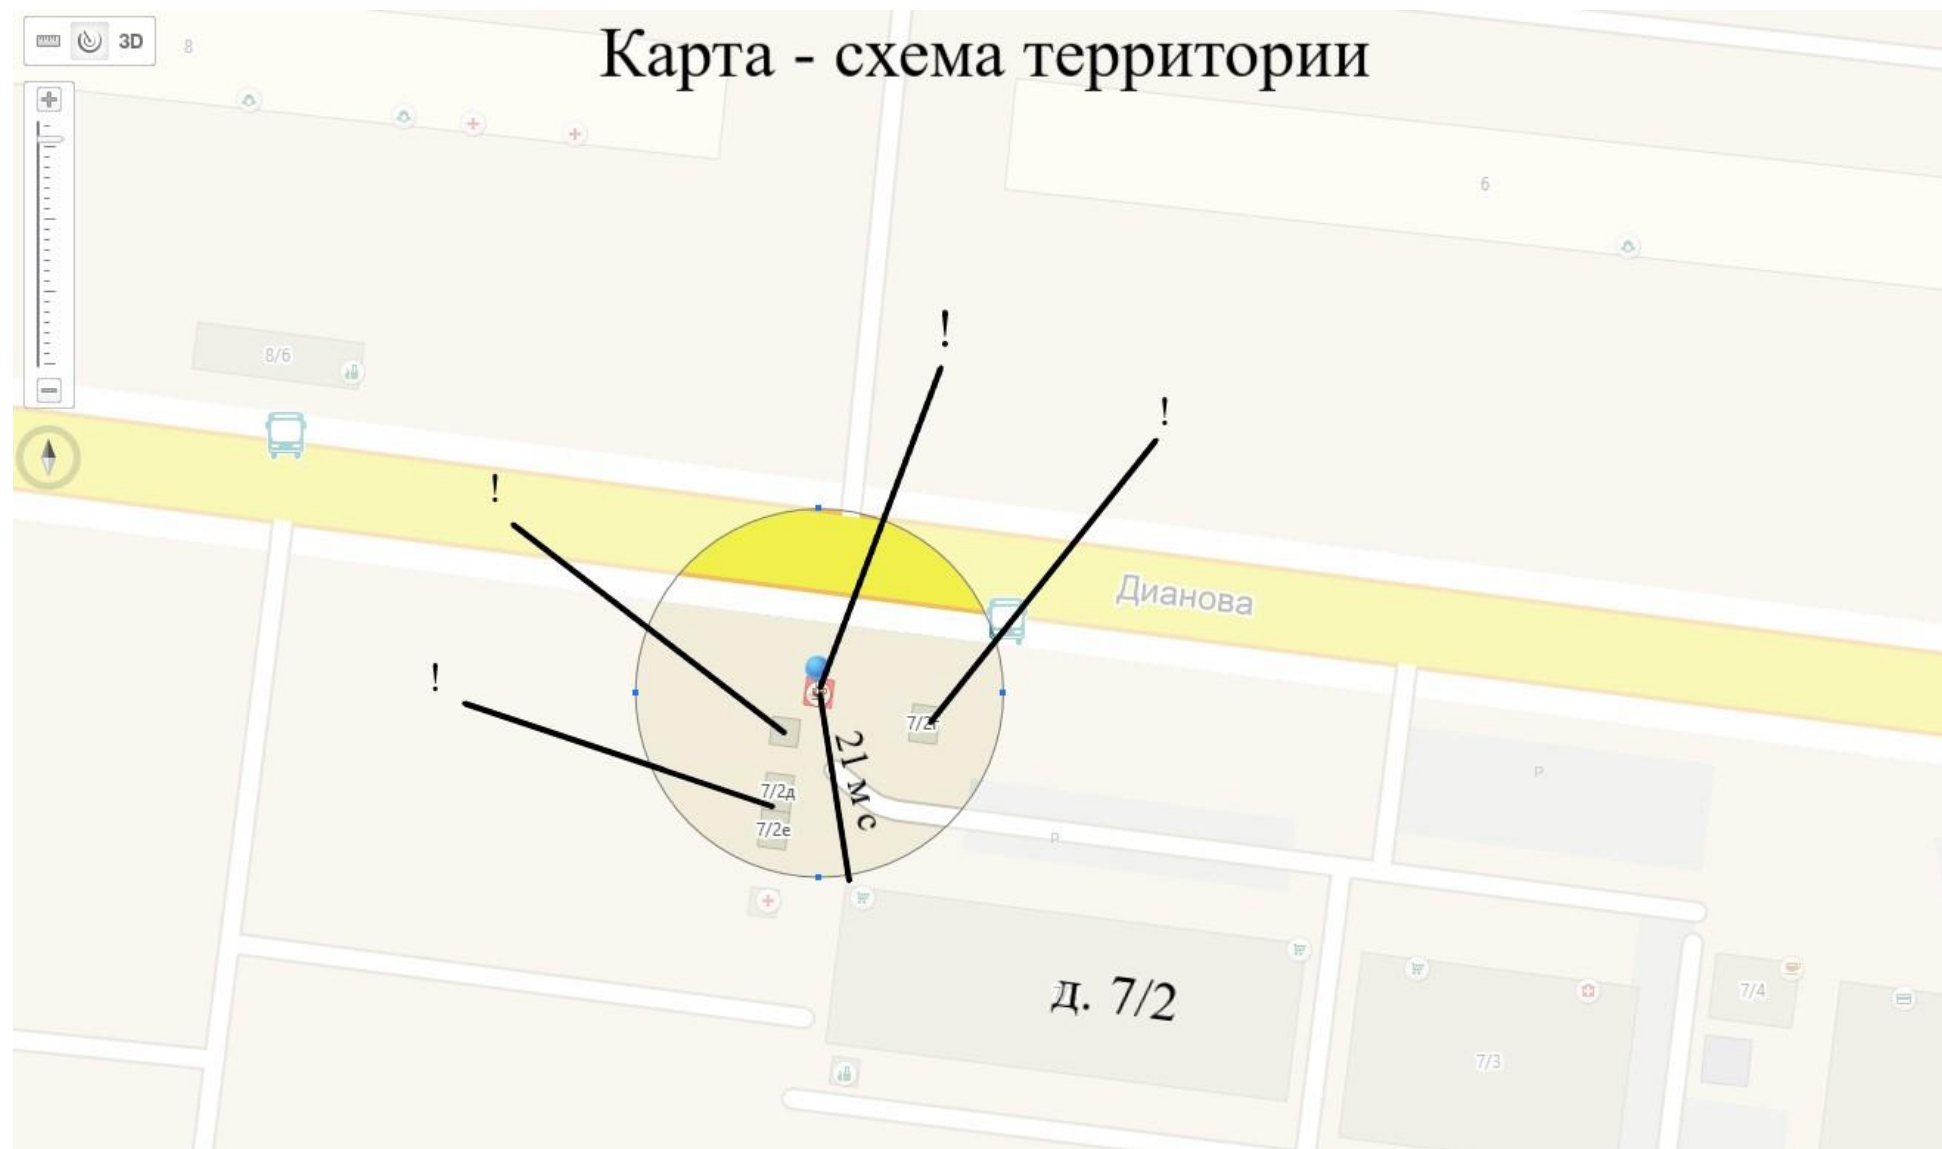 Карта - схема территории
3D
8
6
8/6
!
!
!
!
Дианова
7/2г
21 м с
7/2д
7/2е
P
P
д. 7/2
7/3
7/4